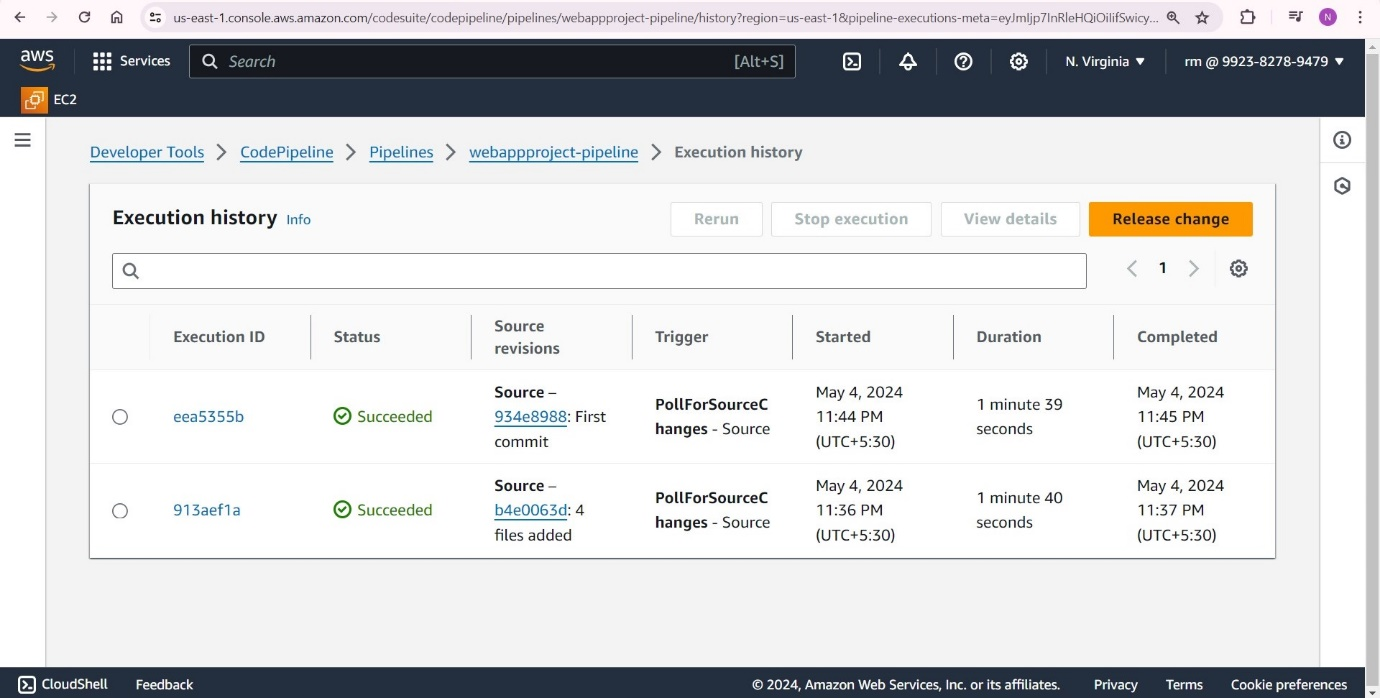 us-east-1.console.aws.amazon.com/codesuite/codepipeline/pipelines/webappproject-pipeline/history?region=us-east-1&pipeline-executions-meta=
N
aws
Services
Search
[Alt+S]
N. Virginia
rm @ 9923-8278-9479
EC2
Developer Tools
CodePipeline
Pipelines
webappproject-pipeline
Execution history
Execution history Info
Rerun
Stop execution
View details
Release change
1
Execution ID
Status
Source
revisions
Trigger
Started
Duration
Completed
eea5355b
Succeeded
Source –
934e8988: First
commit
PollForSourceC
hanges - Source
May 4, 2024
11:44 PM
(UTC+5:30)
1 minute 39
seconds
May 4, 2024
11:45 PM
(UTC+5:30)
913aef1a
Succeeded
Source –
b4e0063d: 4
files added
PollForSourceC
hanges - Source
May 4, 2024
11:36 PM
(UTC+5:30)
1 minute 40
seconds
May 4, 2024
11:37 PM
(UTC+5:30)
CloudShell
Feedback
© 2024, Amazon Web Services, Inc. or its affiliates.
Privacy
Terms
Cookie preferences